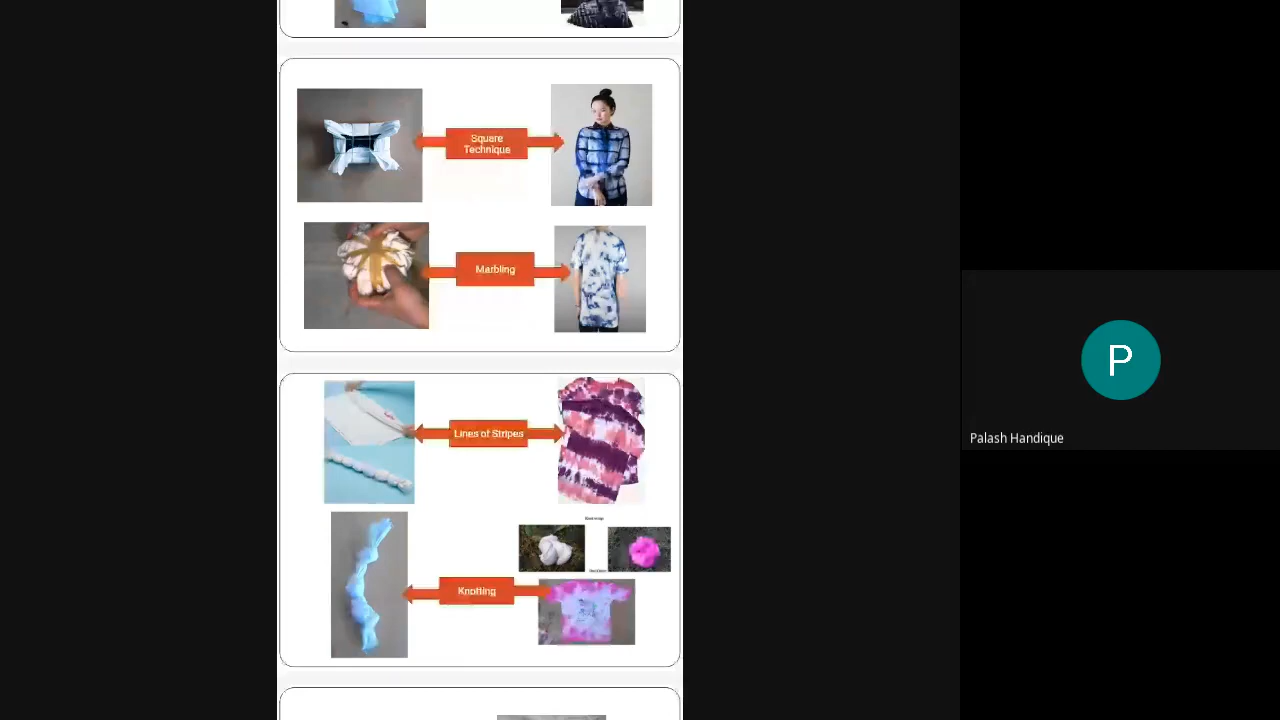 Square
Technique
Marbling
Lines of Stripes
Knotting
P
Palash Handique